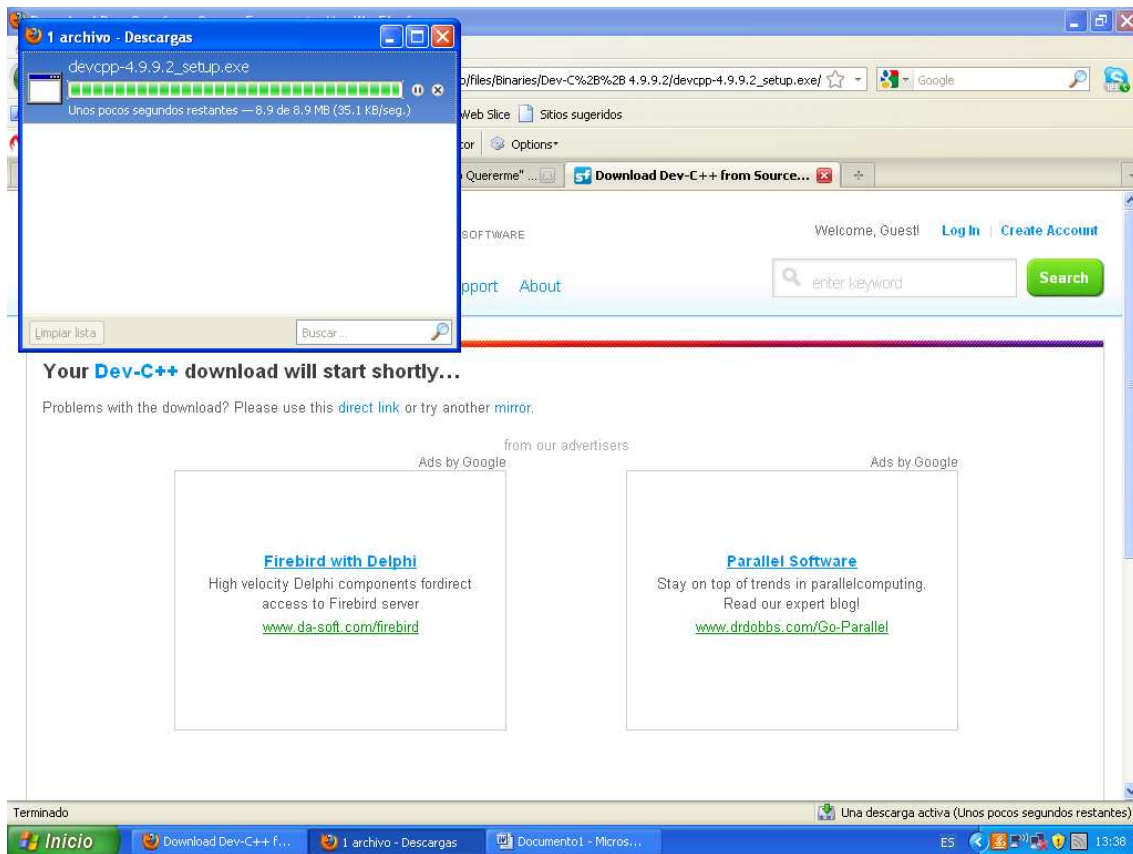 1 archivo - Descargas
devcpp-4.9.9.2_setup.exe
Unos pocos segundos restantes — 8.9 de 8.9 MB (35.1 KB/seg.)
Limpiar lista
Buscar...
o/files/Binaries/Dev-C%2B%2B 4.9.9.2/devcpp-4.9.9.2_setup.exe/
Google
Web Slice
Sitios sugeridos
Options
Quererme" ...
Download Dev-C++ from Source...
SOFTWARE
Welcome, Guest!
Log In | Create Account
pport
About
enter keyword
Search
Your Dev-C++ download will start shortly...
Problems with the download? Please use this direct link or try another mirror.
from our advertisers
Ads by Google
Firebird with Delphi
High velocity Delphi components fordirect
access to Firebird server
www.da-soft.com/firebird
Ads by Google
Parallel Software
Stay on top of trends in parallelcomputing.
Read our expert blog!
www.drdobbs.com/Go-Parallel
Terminado
Una descarga activa (Unos pocos segundos restantes)
Inicio
Download Dev-C++ f...
1 archivo - Descargas
Documento1 - Micros...
ES
13:38